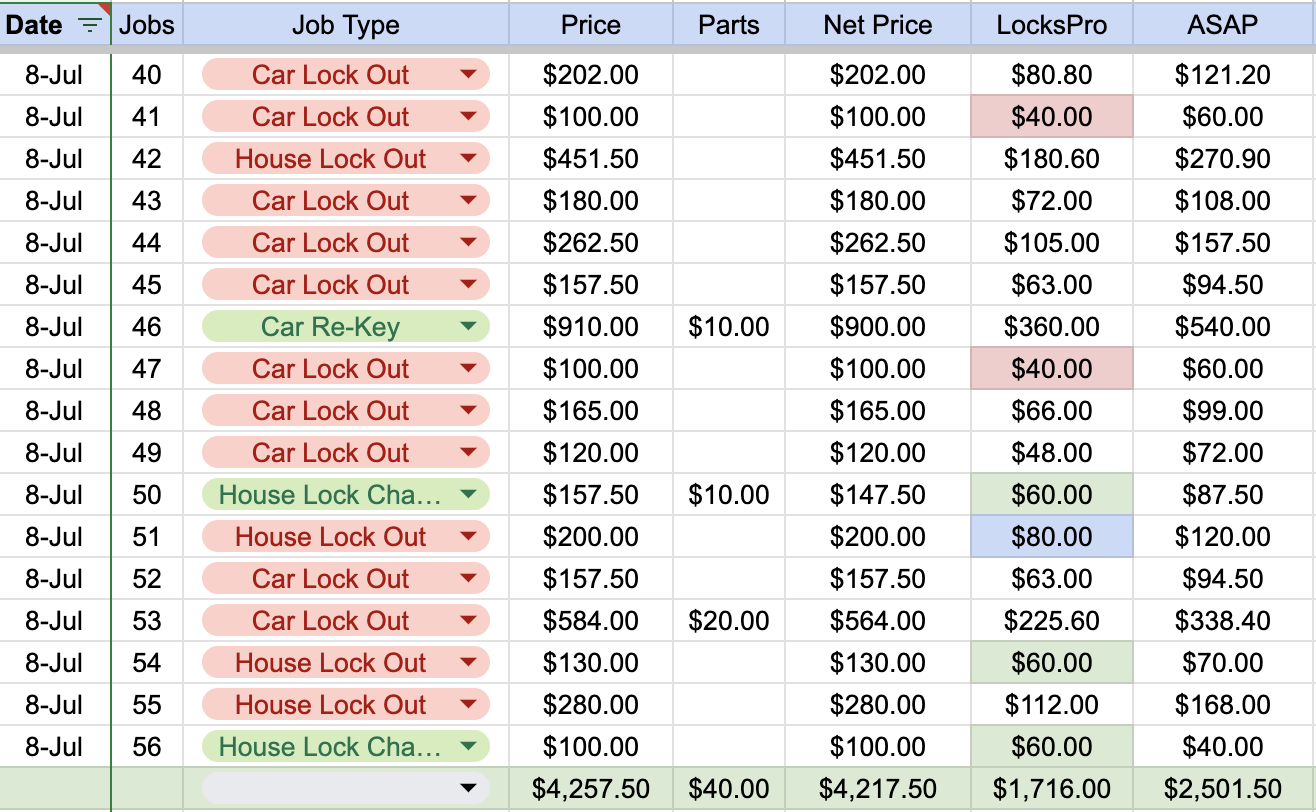 Date Jobs Job Type Price Parts Net Price LocksPro ASAP
8-Jul 40 Car Lock Out $202.00 $202.00 $80.80 $121.20
8-Jul 41 Car Lock Out $100.00 $100.00 $40.00 $60.00
8-Jul 42 House Lock Out $451.50 $451.50 $180.60 $270.90
8-Jul 43 Car Lock Out $180.00 $180.00 $72.00 $108.00
8-Jul 44 Car Lock Out $262.50 $262.50 $105.00 $157.50
8-Jul 45 Car Lock Out $157.50 $157.50 $63.00 $94.50
8-Jul 46 Car Re-Key $910.00 $10.00 $900.00 $360.00 $540.00
8-Jul 47 Car Lock Out $100.00 $100.00 $40.00 $60.00
8-Jul 48 Car Lock Out $165.00 $165.00 $66.00 $99.00
8-Jul 49 Car Lock Out $120.00 $120.00 $48.00 $72.00
8-Jul 50 House Lock Cha... $157.50 $10.00 $147.50 $60.00 $87.50
8-Jul 51 House Lock Out $200.00 $200.00 $80.00 $120.00
8-Jul 52 Car Lock Out $157.50 $157.50 $63.00 $94.50
8-Jul 53 Car Lock Out $584.00 $20.00 $564.00 $225.60 $338.40
8-Jul 54 House Lock Out $130.00 $130.00 $60.00 $70.00
8-Jul 55 House Lock Out $280.00 $280.00 $112.00 $168.00
8-Jul 56 House Lock Cha... $100.00 $100.00 $60.00 $40.00
$4,257.50 $40.00 $4,217.50 $1,716.00 $2,501.50